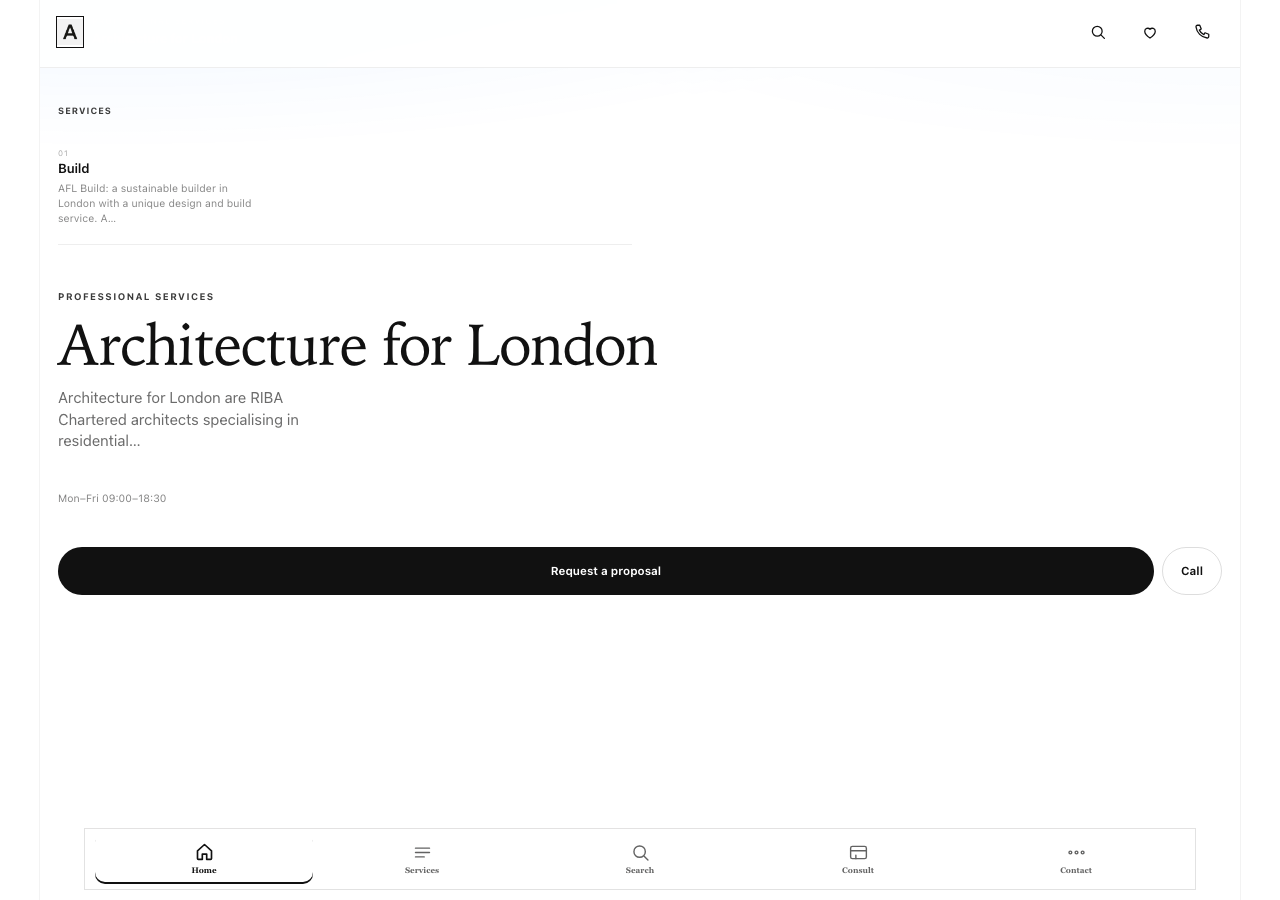 A
SERVICES
01
Build
AFL Build: a sustainable builder in
London with a unique design and build
service. A...
PROFESSIONAL SERVICES
Architecture for London
Architecture for London are RIBA
Chartered architects specialising in
residential...
Mon–Fri 09:00–18:30
Request a proposal
Call
Home
Services
Search
Consult
Contact